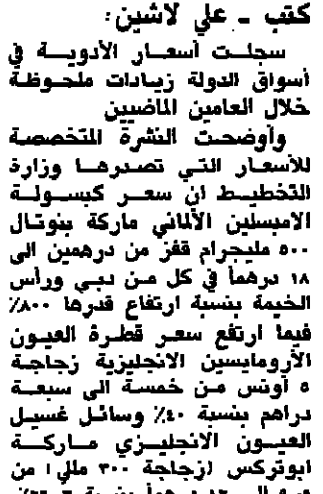 كتب - علي لاشين:
سجلت أسعار الأدوية في
أسواق الدولة زيادات ملحوظة
خلال العامين الماضيين
وأوضحت النشرة المتخصصة
للأسعار التي تصدرها وزارة
التخطيط ان سعر كبسولة
الامبسلين الألماني ماركة بنوتال
٥٠٠ مليجرام قفز من درهمين الى
١٨ درهماً في كل من دبي ورأس
الخيمة بنسبة ارتفاع قدرها ٨٠٠٪
فيما ارتفع سعر قطرة العيون
الأرومايسين الانجليزية زجاجة
٥ أونس من خمسة الى سبعة
دراهم بنسبة ٤٠٪ وسائل غسيل
العيون الانجليزي ماركة
ابوتركس (زجاجة ٣٠٠ مللي) من